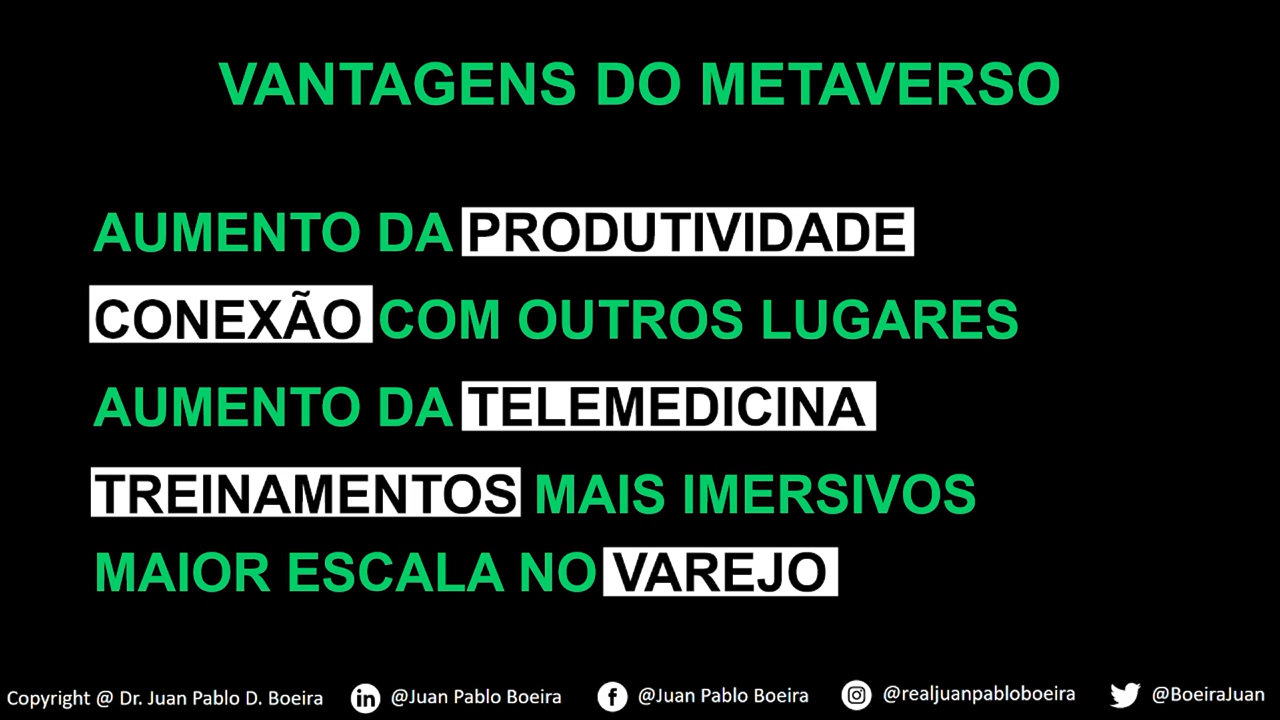 VANTAGENS DO METAVERSO
AUMENTO DA PRODUTIVIDADE
CONEXÃO COM OUTROS LUGARES
AUMENTO DA TELEMEDICINA
TREINAMENTOS MAIS IMERSIVOS
MAIOR ESCALA NO VAREJO
Copyright @ Dr. Juan Pablo D. Boeira in @Juan Pablo Boeira f @Juan Pablo Boeira @realjuanpabloboeira @BoeiraJuan